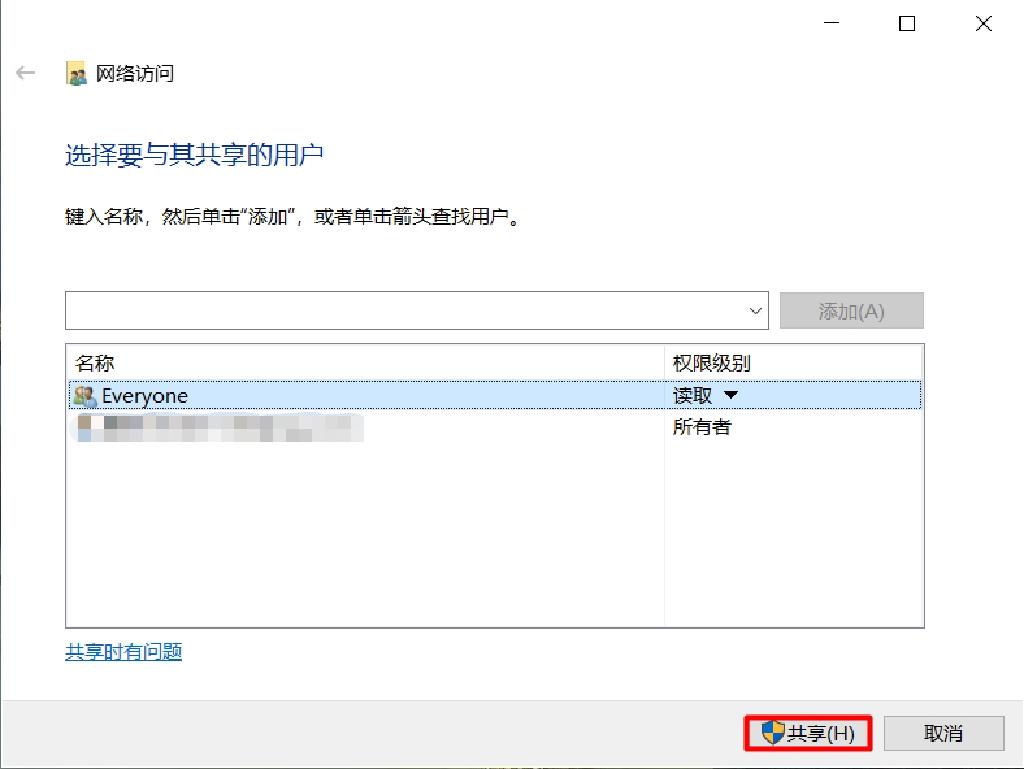 网络访问
选择要与其共享的用户
键入名称，然后单击“添加”，或者单击箭头查找用户。
添加(A)
名称 权限级别
Everyone 读取
所有者
共享时有问题
共享(H) 取消